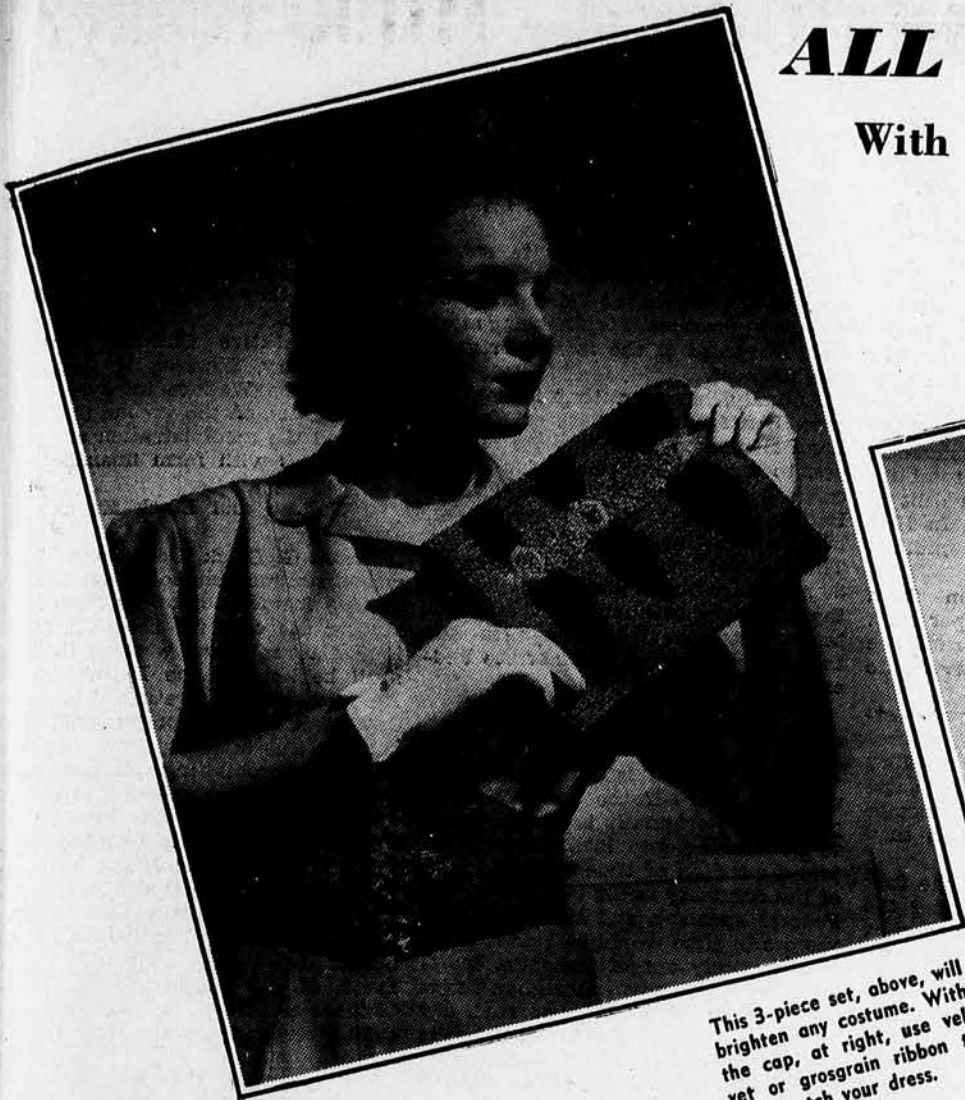 ALL
With
This 3-piece set, above, will
brighten any costume. With
the cap, at right, use vel
vet or grosgrain ribbon
your dress.